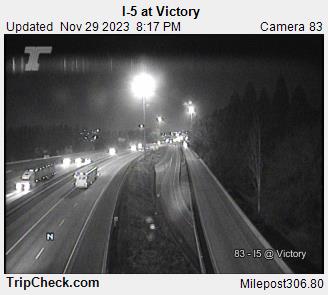 I-5 at Victory
Updated Nov 29 2023 8:17 PM Camera 83
T
N
83 - I5 @ Victory
TripCheck.com Milepost306.80